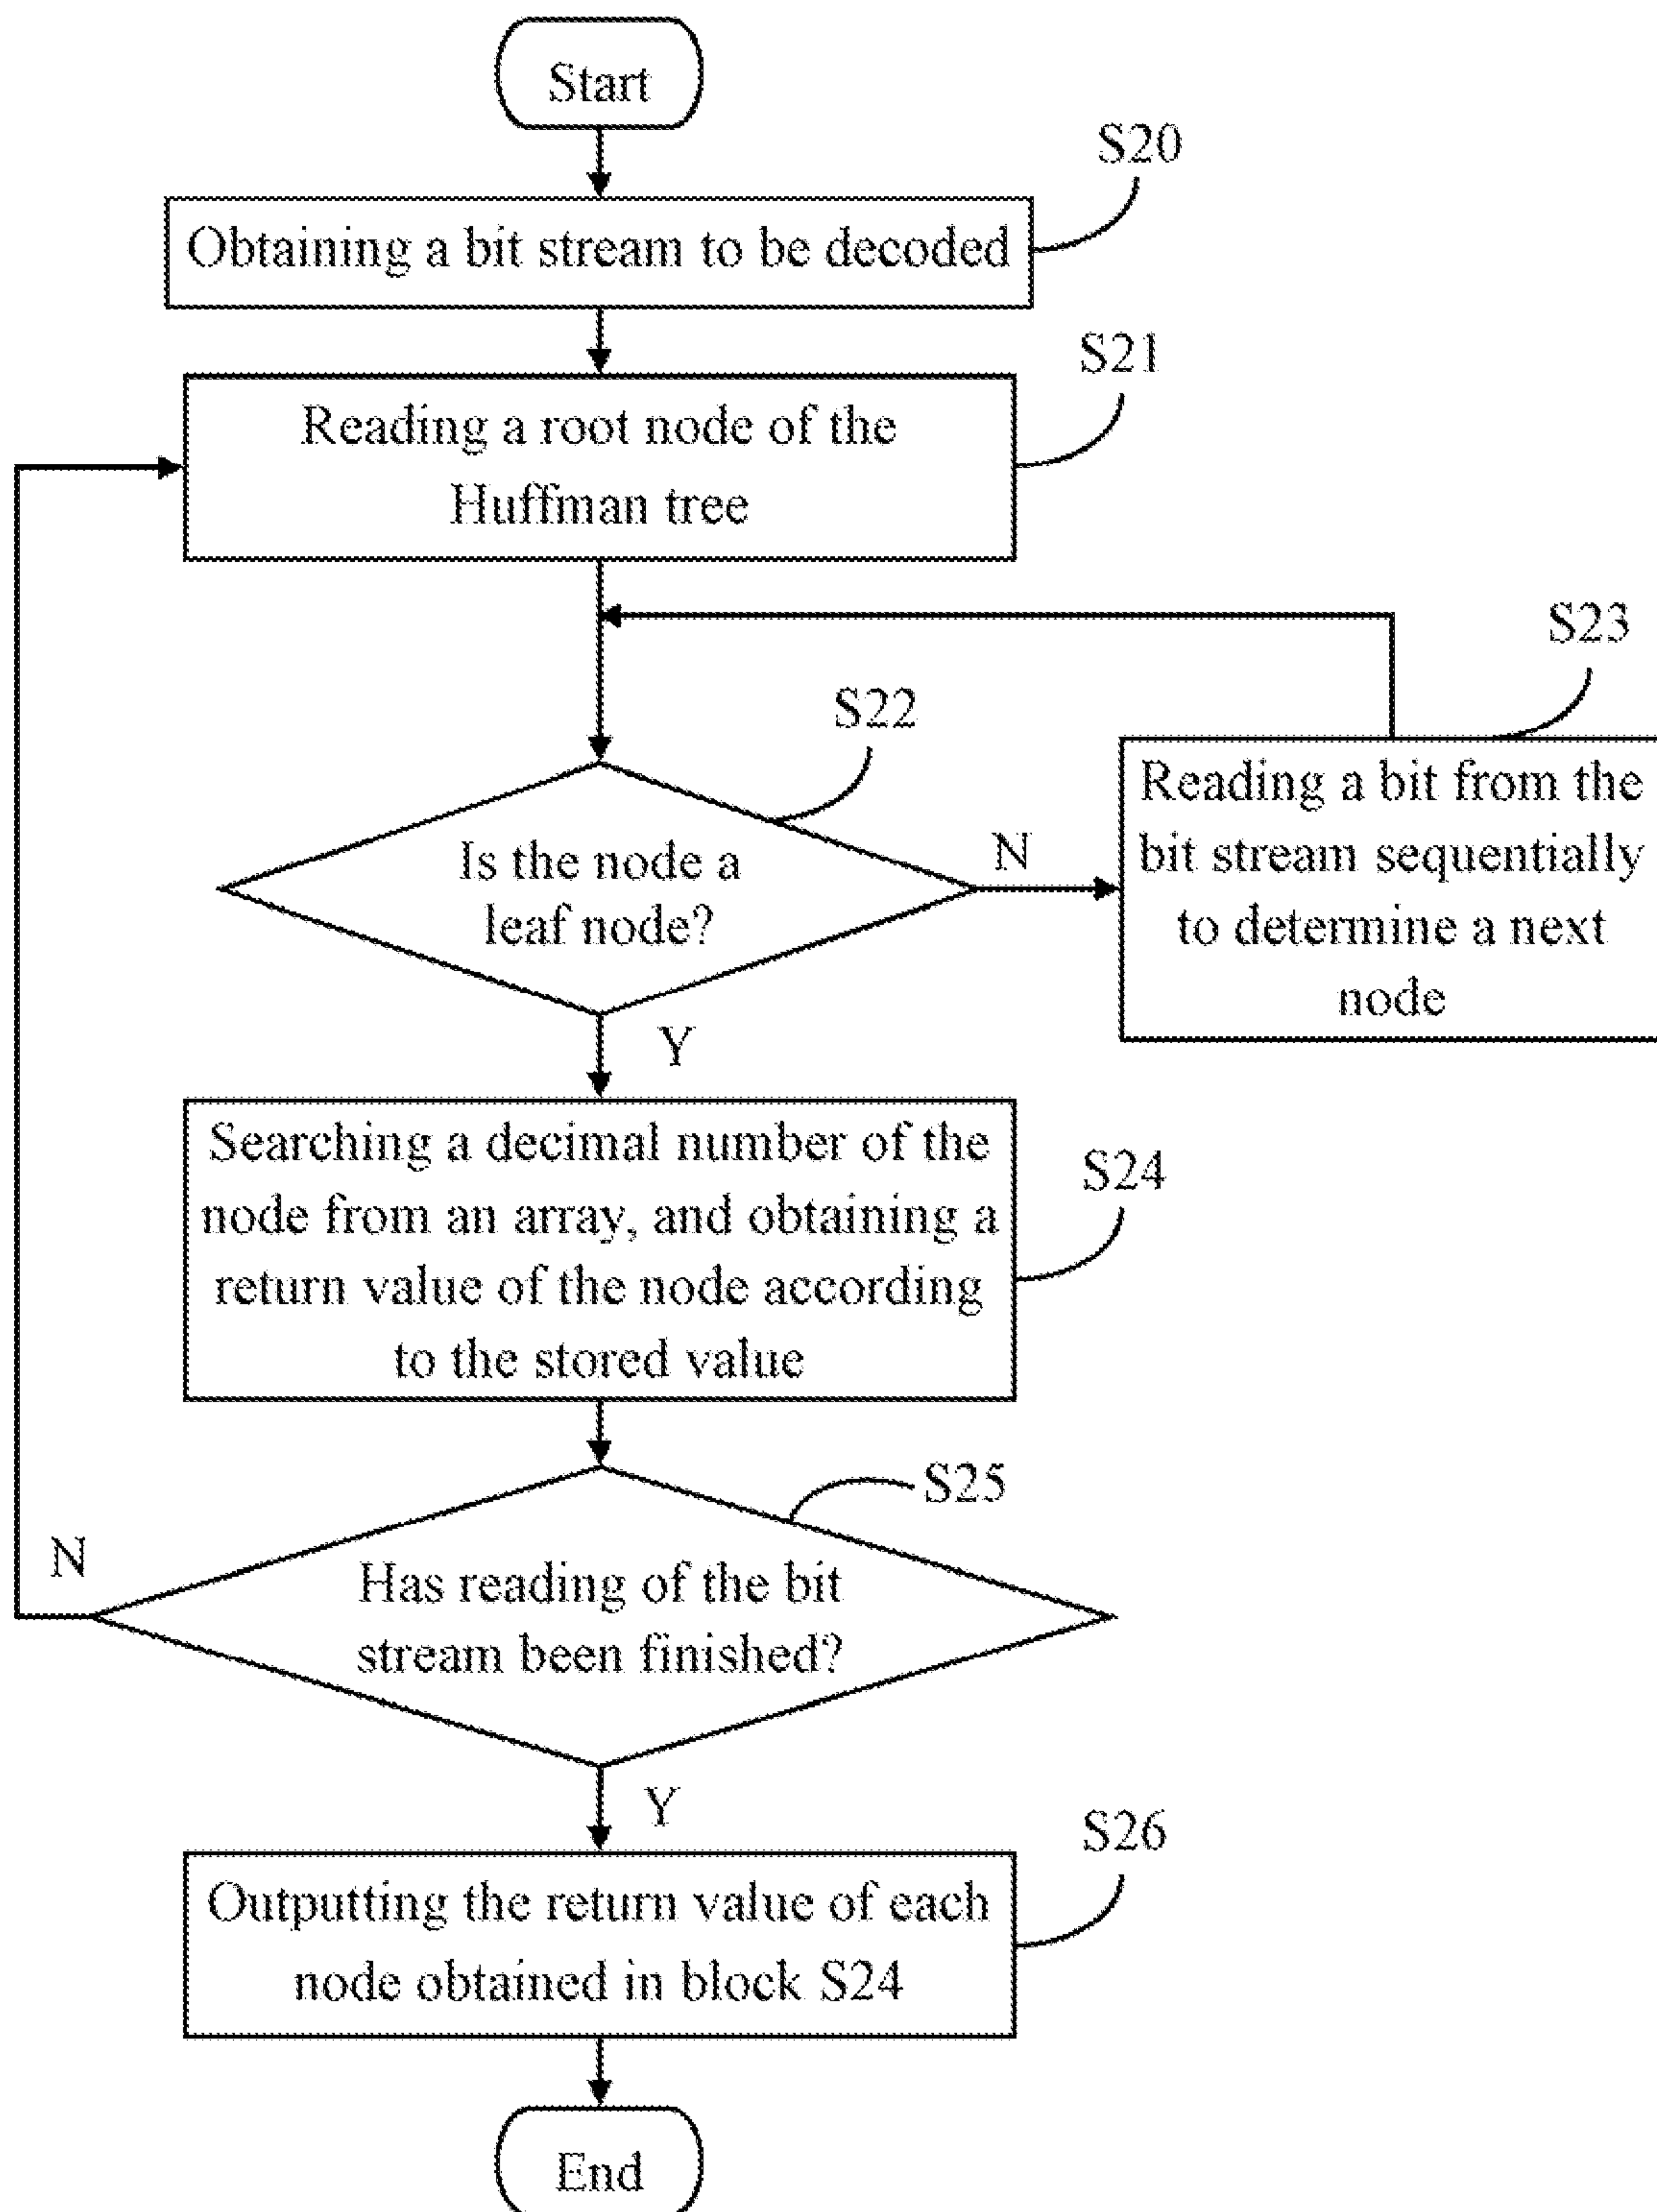 Start
S20
Obtaining a bit stream to be decoded
S21
Reading a root node of the
Huffman tree
S23
S22
Reading a bit from the
bit stream sequentially
to determine a next
node
N
Is the node a
leaf node?
Y
Searching a decimal number of the
node from an array, and obtaining a
return value of the node according
to the stored value
S24
S25
N
Has reading of the bit
stream been finished?
Y
S26
Outputting the return value of each
node obtained in block S24
End